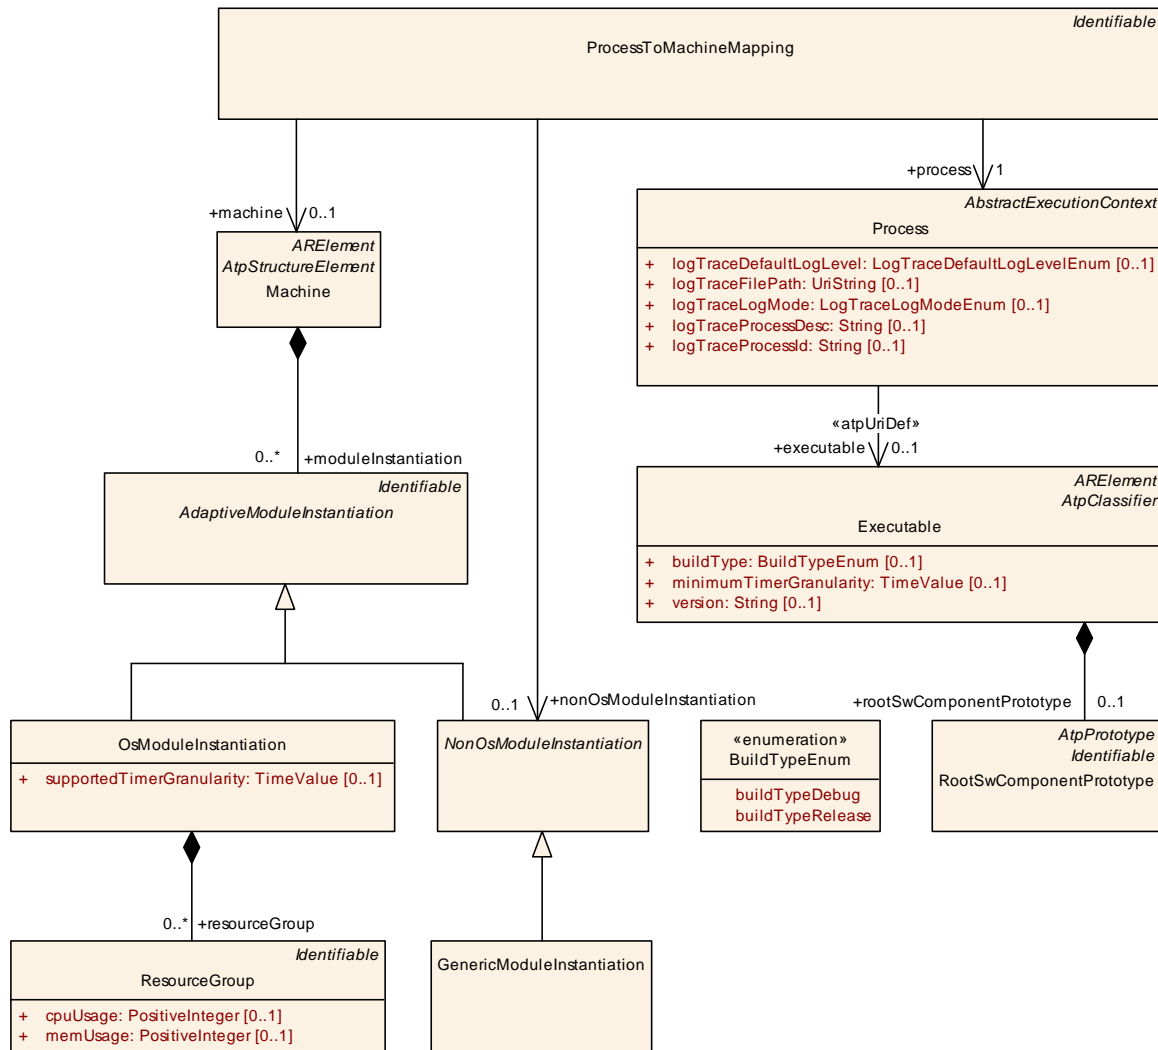 Identifiable
ProcessToMachineMapping
+process
1
+machine
0..1
AbstractExecutionContext
Process
+ logTraceDefaultLogLevel: LogTraceDefaultLogLevelEnum [0..1]
+ logTraceFilePath: UriString [0..1]
+ logTraceLogMode: LogTraceLogModeEnum [0..1]
+ logTraceProcessDesc: String [0..1]
+ logTraceProcessId: String [0..1]
ARElement
AtpStructureElement
Machine
«atpUriDef»
+executable
0..1
0..*
+moduleInstantiation
Identifiable
AdaptiveModuleInstantiation
ARElement
AtpClassifier
Executable
+ buildType: BuildTypeEnum [0..1]
+ minimumTimerGranularity: TimeValue [0..1]
+ version: String [0..1]
0..1
+nonOsModuleInstantiation
+rootSwComponentPrototype
0..1
OsModuleInstantiation
+ supportedTimerGranularity: TimeValue [0..1]
NonOsModuleInstantiation
«enumeration»
BuildTypeEnum
buildTypeDebug
buildTypeRelease
AtpPrototype
Identifiable
RootSwComponentPrototype
0..*
+resourceGroup
Identifiable
ResourceGroup
+ cpuUsage: PositiveInteger [0..1]
+ memUsage: PositiveInteger [0..1]
GenericModuleInstantiation